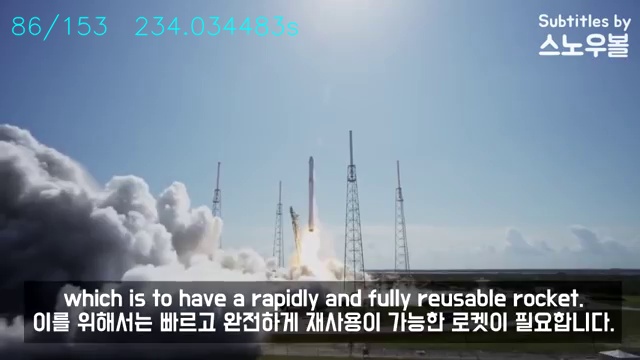 86/153 234.034483s
Subtitles by
스노우볼
which is to have a rapidly and fully reusable rocket.
이를 위해서는 빠르고 완전하게 재사용이 가능한 로켓이 필요합니다.